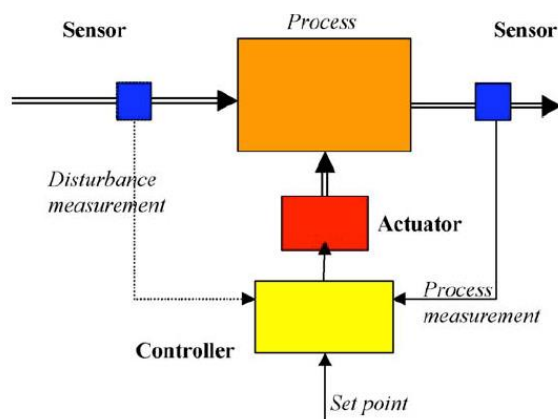 Sensor
Process
Sensor
Disturbance
measurement
Actuator
Process
measurement
Controller
Set point